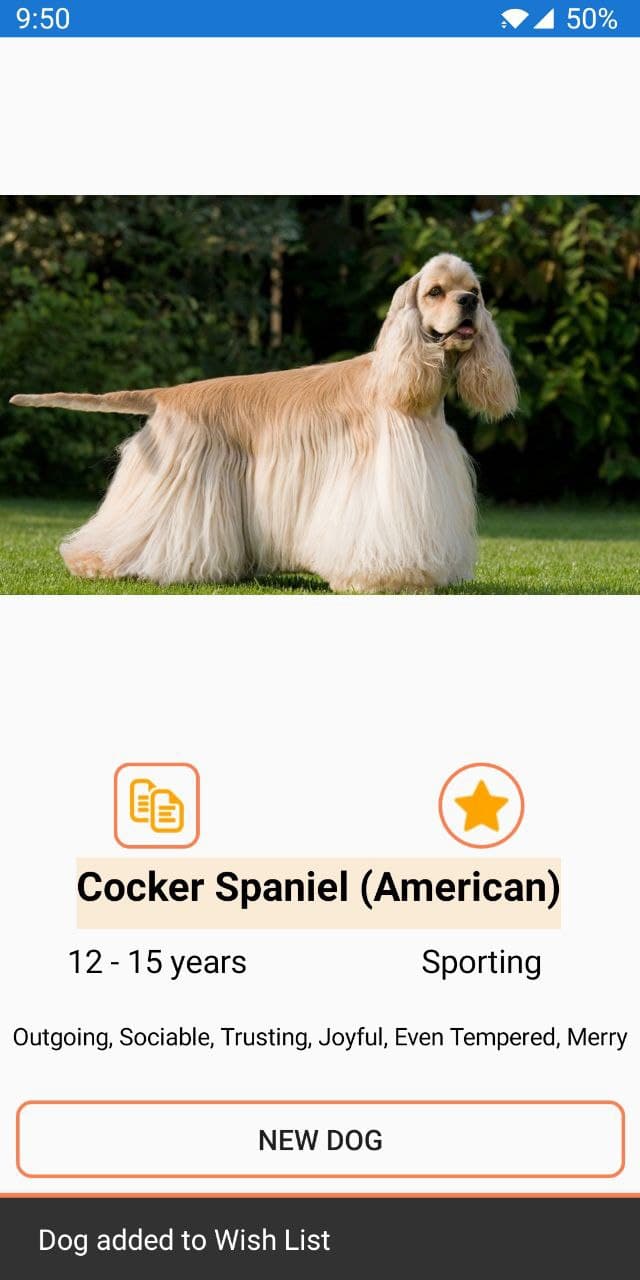 9:50 50%
Cocker Spaniel (American)
12 - 15 years Sporting
Outgoing, Sociable, Trusting, Joyful, Even Tempered, Merry
NEW DOG
Dog added to Wish List